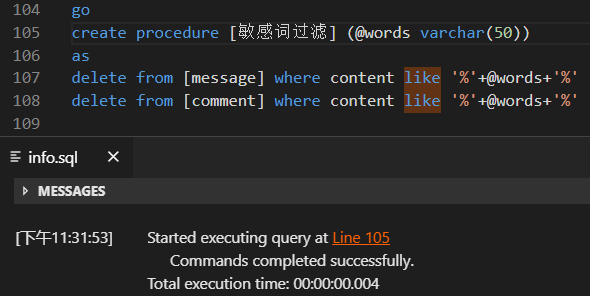 104 go
105 create procedure [敏感词过滤] (@words varchar(50))
106 as
107 delete from [message] where content like '%'+@words+'%'
108 delete from [comment] where content like '%'+@words+'%'
109
info.sql
MESSAGES
[下午11:31:53] Started executing query at Line 105
Commands completed successfully.
Total execution time: 00:00:00.004